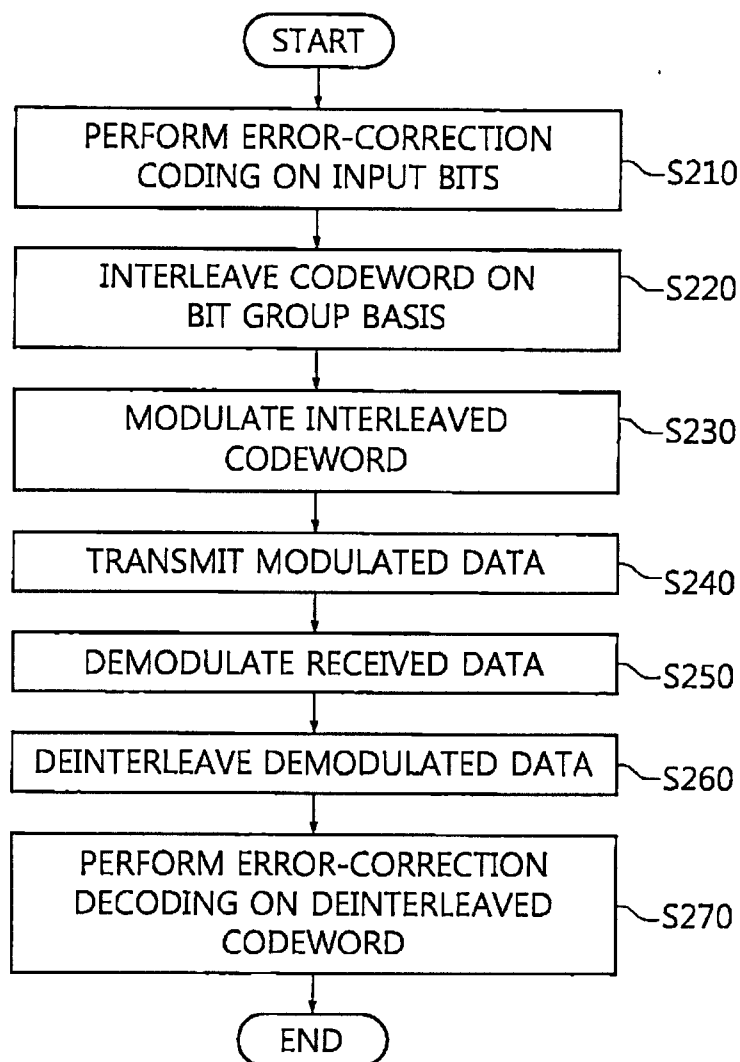 START
PERFORM ERROR-CORRECTION
CODING ON INPUT BITS
S210
INTERLEAVE CODEWORD ON
BIT GROUP BASIS
S220
MODULATE INTERLEAVED
CODEWORD
S230
TRANSMIT MODULATED DATA
S240
DEMODULATE RECEIVED DATA
S250
DEINTERLEAVE DEMODULATED DATA
S260
PERFORM ERROR-CORRECTION
DECODING ON DEINTERLEAVED
CODEWORD
S270
END